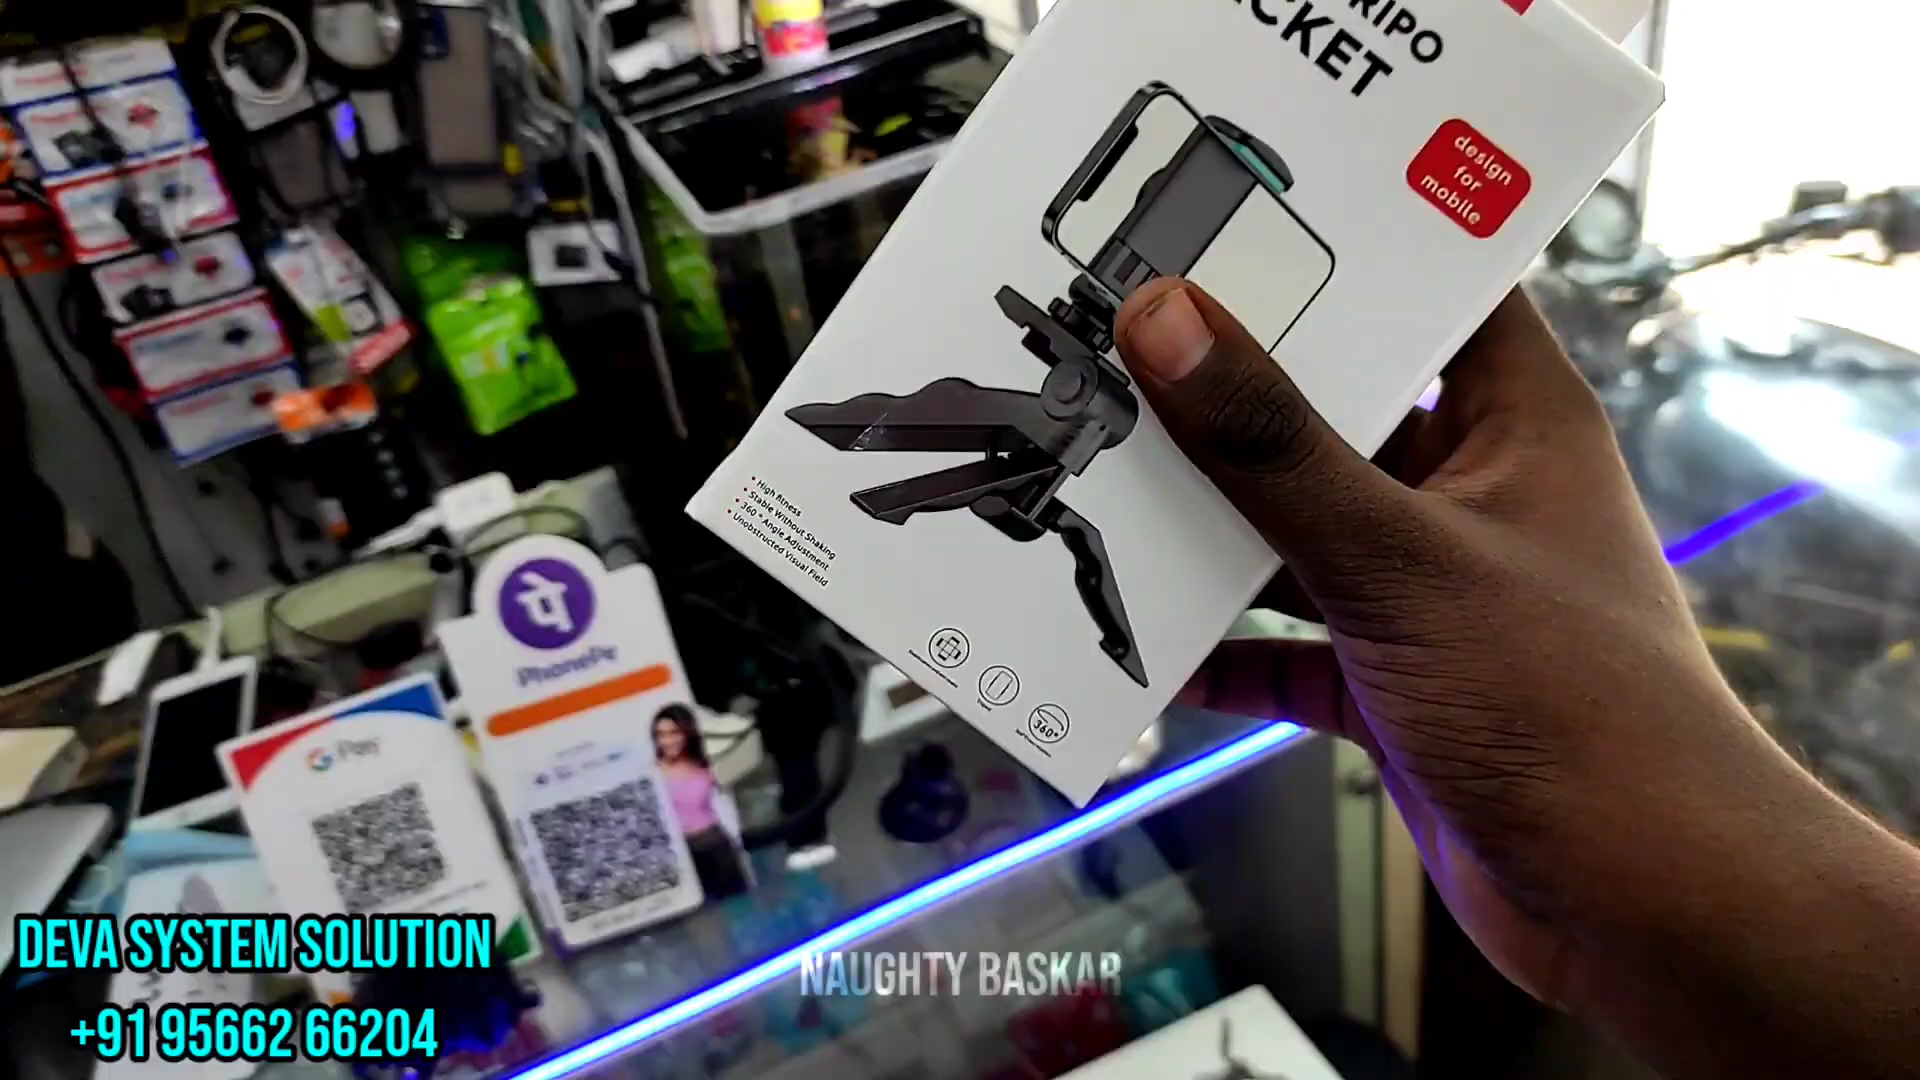 RIPO
CKET
design
for
mobile
High fitness
Stable Without Shaking
360° Angle Adjustment
Unobstructed Visual Field
360°
पे
PhonePe
G Pay
DEVA SYSTEM SOLUTION
+91 95662 66204
NAUGHTY BASKAR